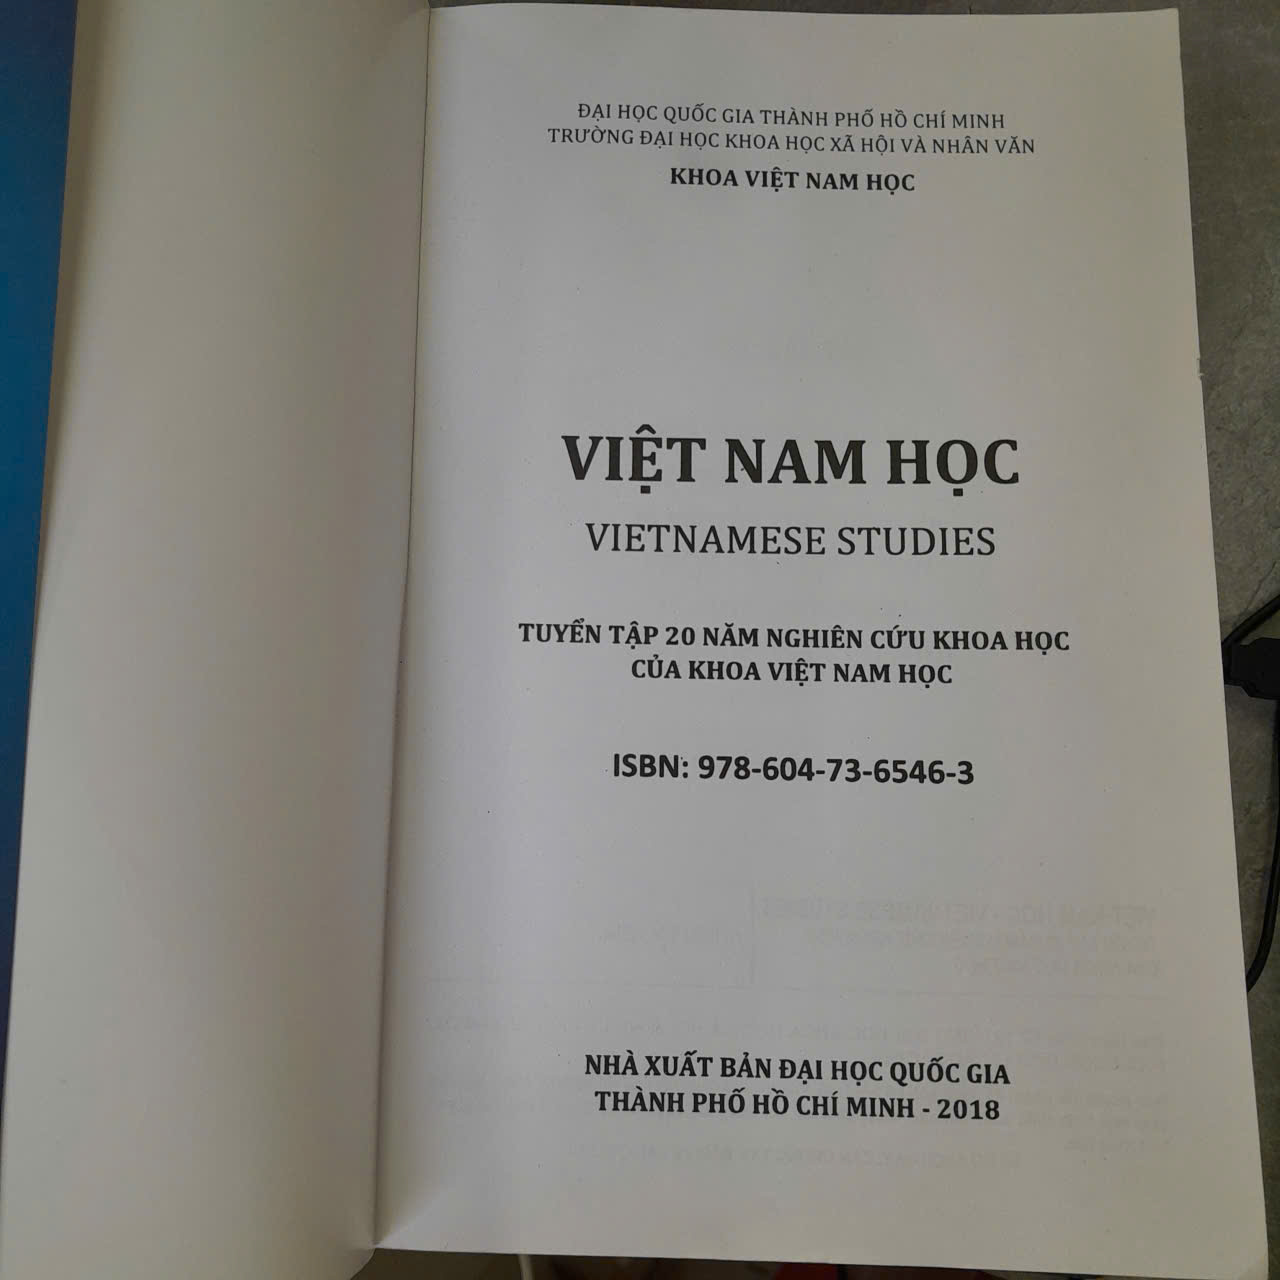 ĐẠI HỌC QUỐC GIA THÀNH PHỐ HỒ CHÍ MINH
TRƯỜNG ĐẠI HỌC KHOA HỌC XÃ HỘI VÀ NHÂN VĂN
KHOA VIỆT NAM HỌC
VIỆT NAM HỌC
VIETNAMESE STUDIES
TUYỂN TẬP 20 NĂM NGHIÊN CỨU KHOA HỌC
CỦA KHOA VIỆT NAM HỌC
ISBN: 978-604-73-6546-3
NHÀ XUẤT BẢN ĐẠI HỌC QUỐC GIA
THÀNH PHỐ HỒ CHÍ MINH - 2018